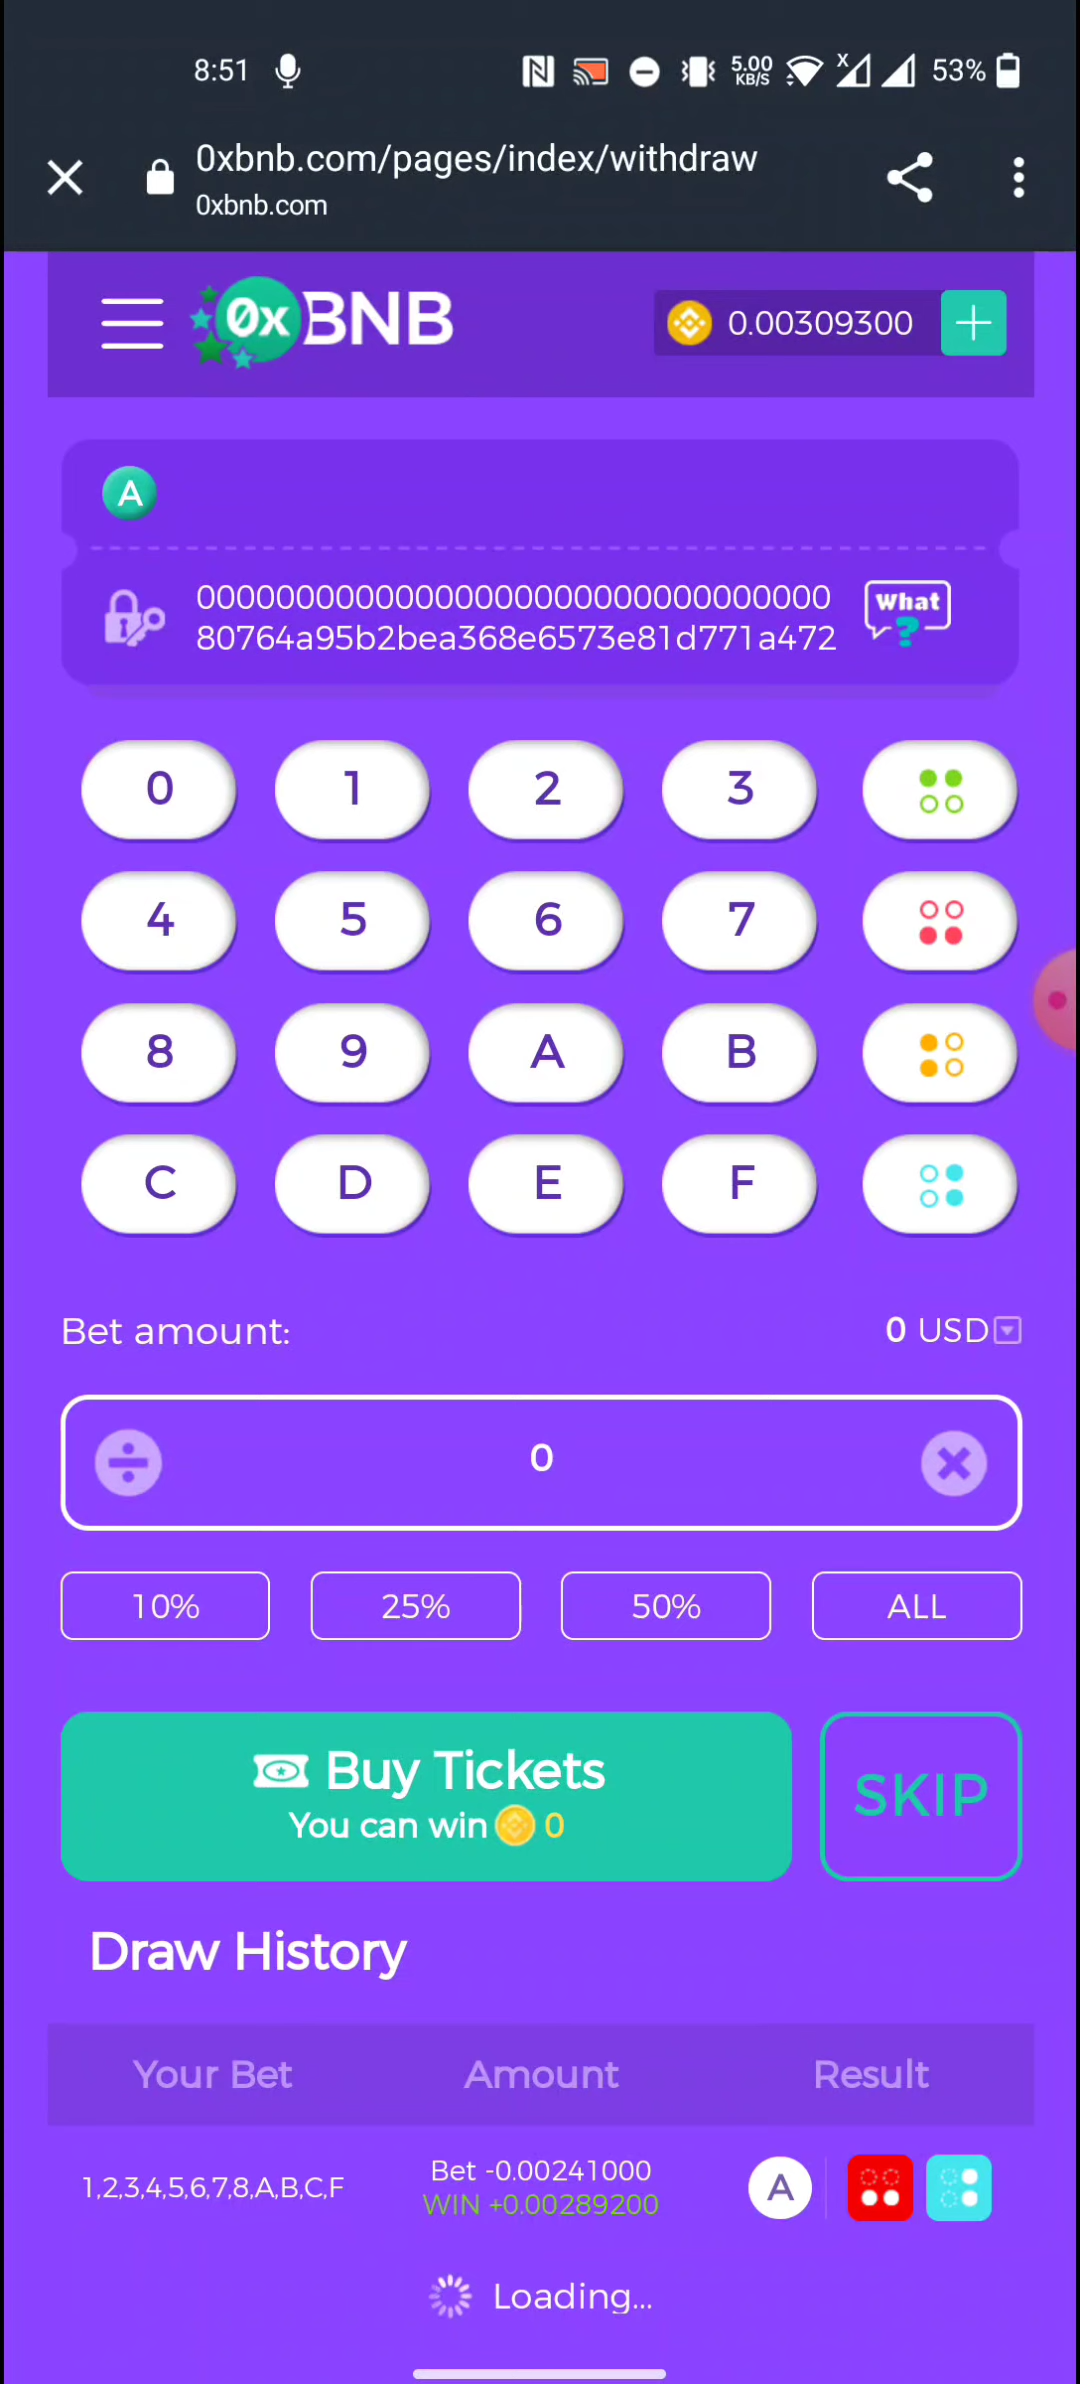 8:51
5.00
KB/S
X
53%
0xbnb.com/pages/index/withdraw
0xbnb.com
0xBNB
0.00309300
A
00000000000000000000000000000000
80764a95b2bea368e6573e81d771a472
What
?
0 1 2 3
4 5 6 7
8 9 A B
C D E F
Bet amount:
0 USD
0
10% 25% 50% ALL
Buy Tickets
You can win 0
SKIP
Draw History
Your Bet Amount Result
1,2,3,4,5,6,7,8,A,B,C,F
Bet -0.00241000
WIN +0.00289200
A
Loading...